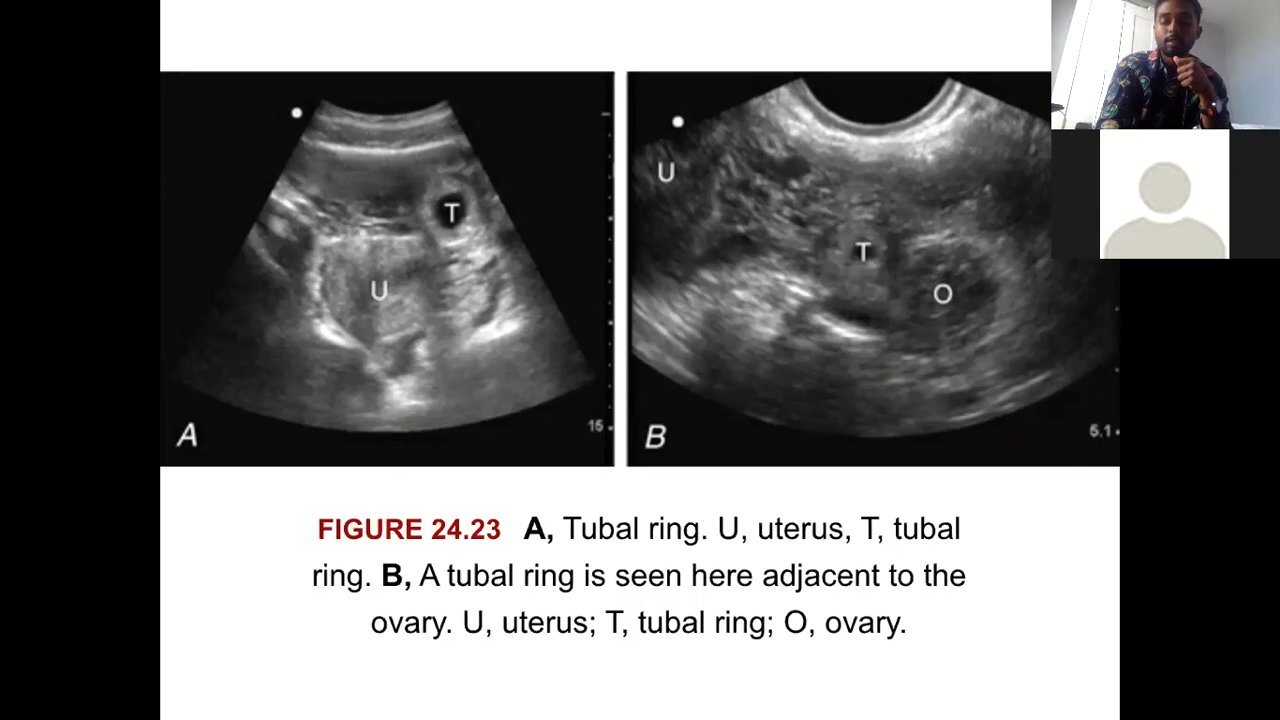 U
T
U
T
O
A
15
B
5.1
FIGURE 24.23 A, Tubal ring. U, uterus, T, tubal
ring. B, A tubal ring is seen here adjacent to the
ovary. U, uterus; T, tubal ring; O, ovary.